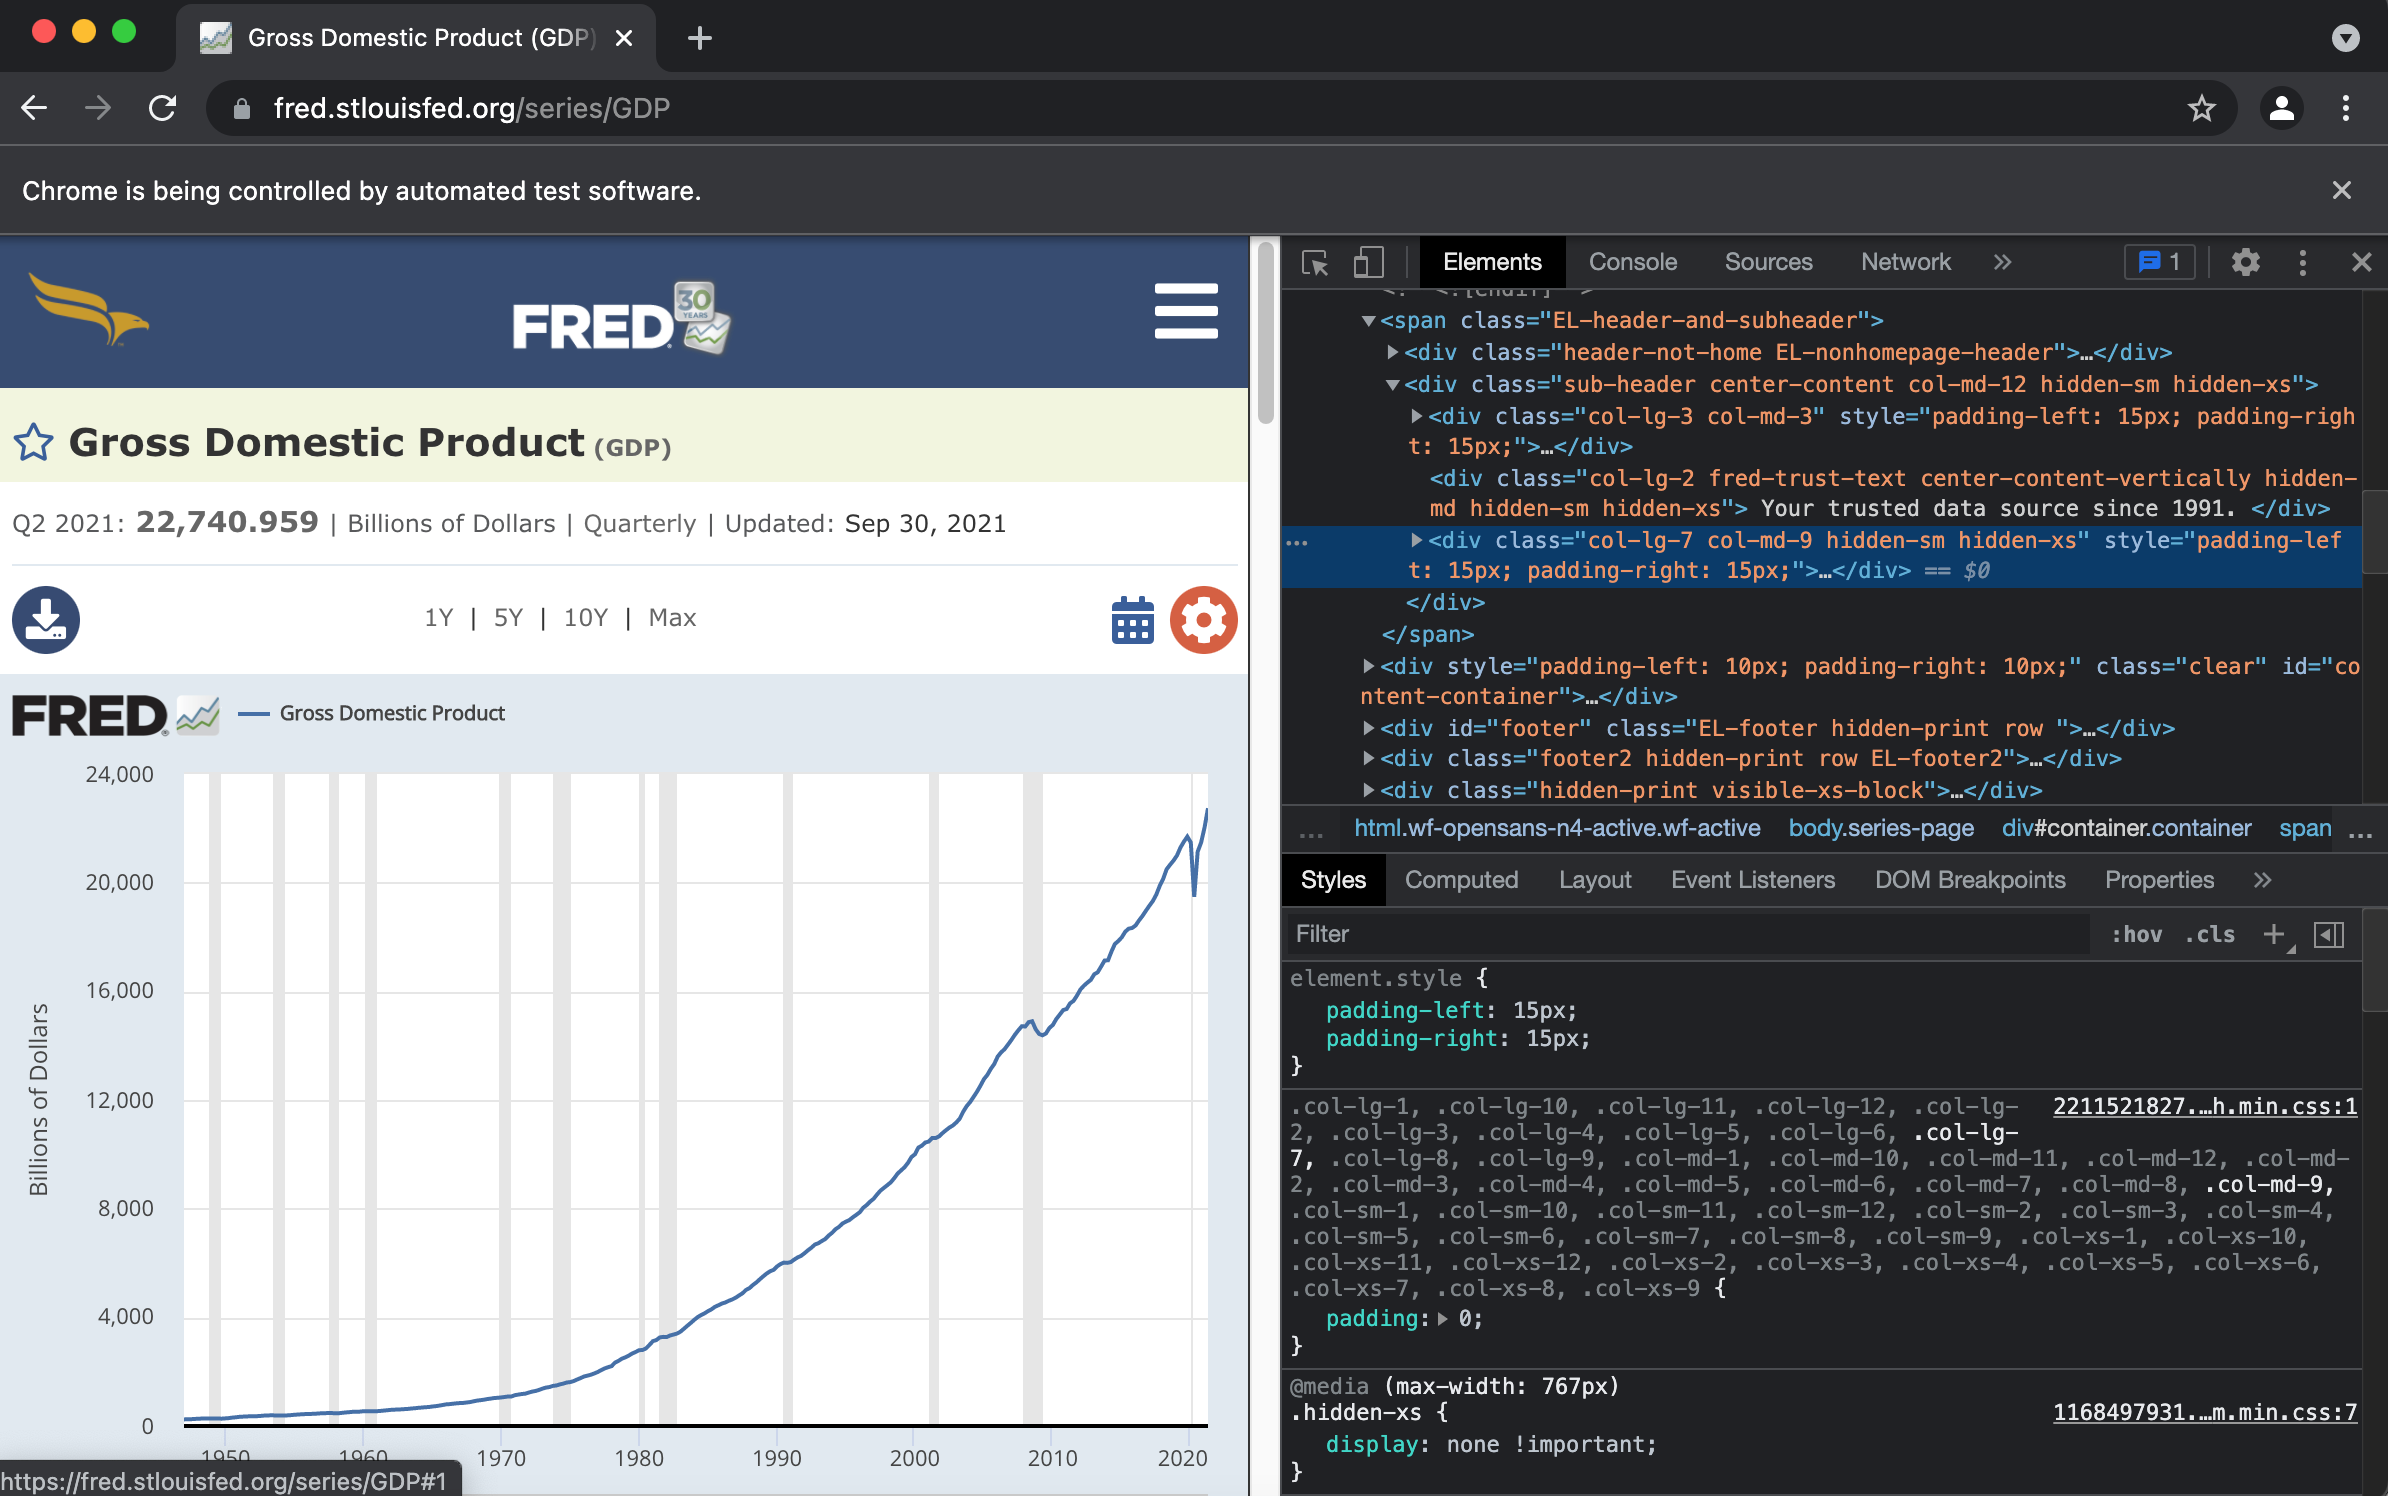 Gross Domestic Product (GDP)
fred.stlouisfed.org/series/GDP
Chrome is being controlled by automated test software.
FRED
30
YEARS
Gross Domestic Product (GDP)
Q2 2021: 22,740.959 | Billions of Dollars | Quarterly | Updated: Sep 30, 2021
1Y | 5Y | 10Y | Max
FRED
Gross Domestic Product
24,000
20,000
16,000
12,000
8,000
4,000
0
Billions of Dollars
1950
1960
1970
1980
1990
2000
2010
2020
https://fred.stlouisfed.org/series/GDP#1
Elements Console Sources Network » 1
<!--<![endif]-->
▼<span class="EL-header-and-subheader">
▶<div class="header-not-home EL-nonhomepage-header">…</div>
▼<div class="sub-header center-content col-md-12 hidden-sm hidden-xs">
▶<div class="col-lg-3 col-md-3" style="padding-left: 15px; padding-righ
t: 15px;">…</div>
<div class="col-lg-2 fred-trust-text center-content-vertically hidden-
md hidden-sm hidden-xs"> Your trusted data source since 1991. </div>
… ▶<div class="col-lg-7 col-md-9 hidden-sm hidden-xs" style="padding-lef
t: 15px; padding-right: 15px;">…</div> == $0
</div>
</span>
▶<div style="padding-left: 10px; padding-right: 10px;" class="clear" id="co
ntent-container">…</div>
▶<div id="footer" class="EL-footer hidden-print row ">…</div>
▶<div class="footer2 hidden-print row EL-footer2">…</div>
▶<div class="hidden-print visible-xs-block">…</div>
… html.wf-opensans-n4-active.wf-active body.series-page div#container.container span …
Styles Computed Layout Event Listeners DOM Breakpoints Properties »
Filter :hov .cls +
element.style {
padding-left: 15px;
padding-right: 15px;
}
.col-lg-1, .col-lg-10, .col-lg-11, .col-lg-12, .col-lg- 2211521827.…h.min.css:1
2, .col-lg-3, .col-lg-4, .col-lg-5, .col-lg-6, .col-lg-
7, .col-lg-8, .col-lg-9, .col-md-1, .col-md-10, .col-md-11, .col-md-12, .col-md-
2, .col-md-3, .col-md-4, .col-md-5, .col-md-6, .col-md-7, .col-md-8, .col-md-9,
.col-sm-1, .col-sm-10, .col-sm-11, .col-sm-12, .col-sm-2, .col-sm-3, .col-sm-4,
.col-sm-5, .col-sm-6, .col-sm-7, .col-sm-8, .col-sm-9, .col-xs-1, .col-xs-10,
.col-xs-11, .col-xs-12, .col-xs-2, .col-xs-3, .col-xs-4, .col-xs-5, .col-xs-6,
.col-xs-7, .col-xs-8, .col-xs-9 {
padding:▶ 0;
}
@media (max-width: 767px)
.hidden-xs { 1168497931.…m.min.css:7
display: none !important;
}